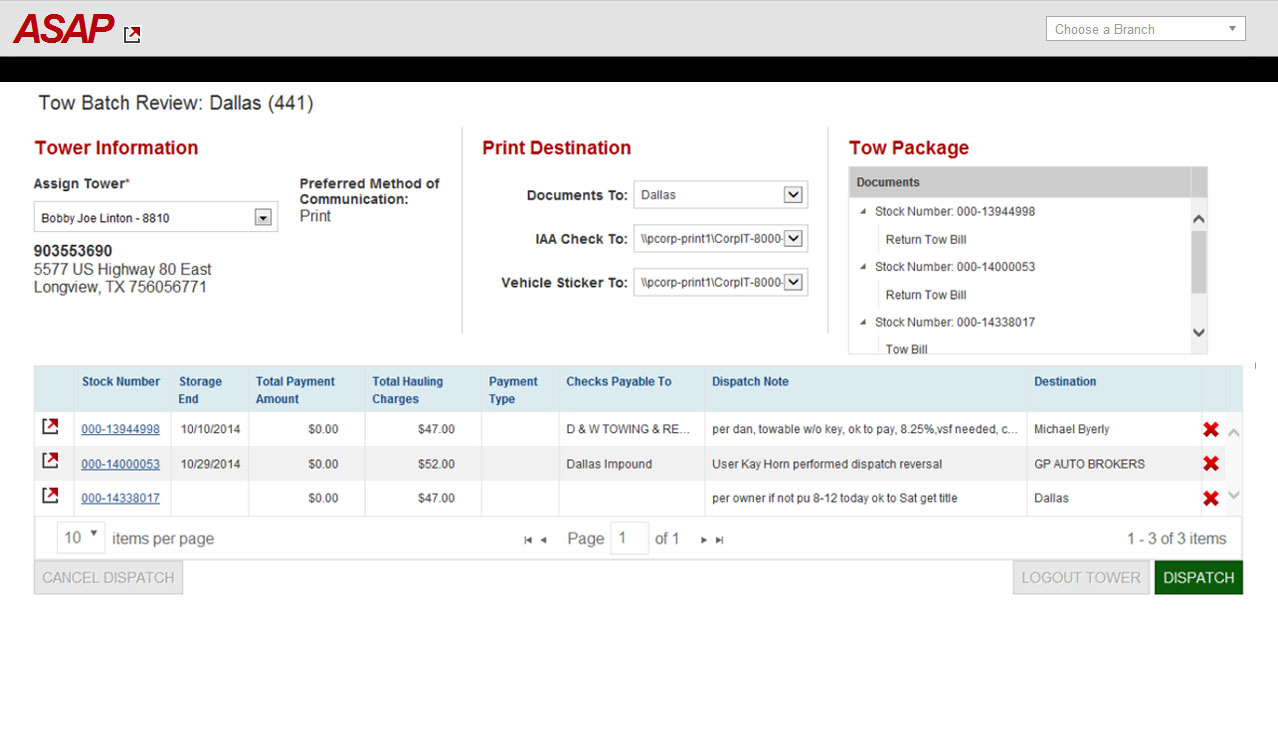 ASAP
Choose a Branch
Tow Batch Review: Dallas (441)
Tower Information
Assign Tower*
Bobby Joe Linton - 8810
903553690
5577 US Highway 80 East
Longview, TX 756056771
Preferred Method of
Communication:
Print
Print Destination
Documents To: Dallas
IAA Check To: \\pcorp-print1\CorpIT-8000-
Vehicle Sticker To: \\pcorp-print1\CorpIT-8000-
Tow Package
Documents
Stock Number: 000-13944998
Return Tow Bill
Stock Number: 000-14000053
Return Tow Bill
Stock Number: 000-14338017
Tow Bill
Stock Number Storage End Total Payment Amount Total Hauling Charges Payment Type Checks Payable To Dispatch Note Destination
000-13944998 10/10/2014 $0.00 $47.00 D & W TOWING & RE... per dan, towable w/o key, ok to pay, 8.25%,vsf needed, c... Michael Byerly
000-14000053 10/29/2014 $0.00 $52.00 Dallas Impound User Kay Horn performed dispatch reversal GP AUTO BROKERS
000-14338017 $0.00 $47.00 per owner if not pu 8-12 today ok to Sat get title Dallas
10 items per page Page 1 of 1 1 - 3 of 3 items
CANCEL DISPATCH LOGOUT TOWER DISPATCH